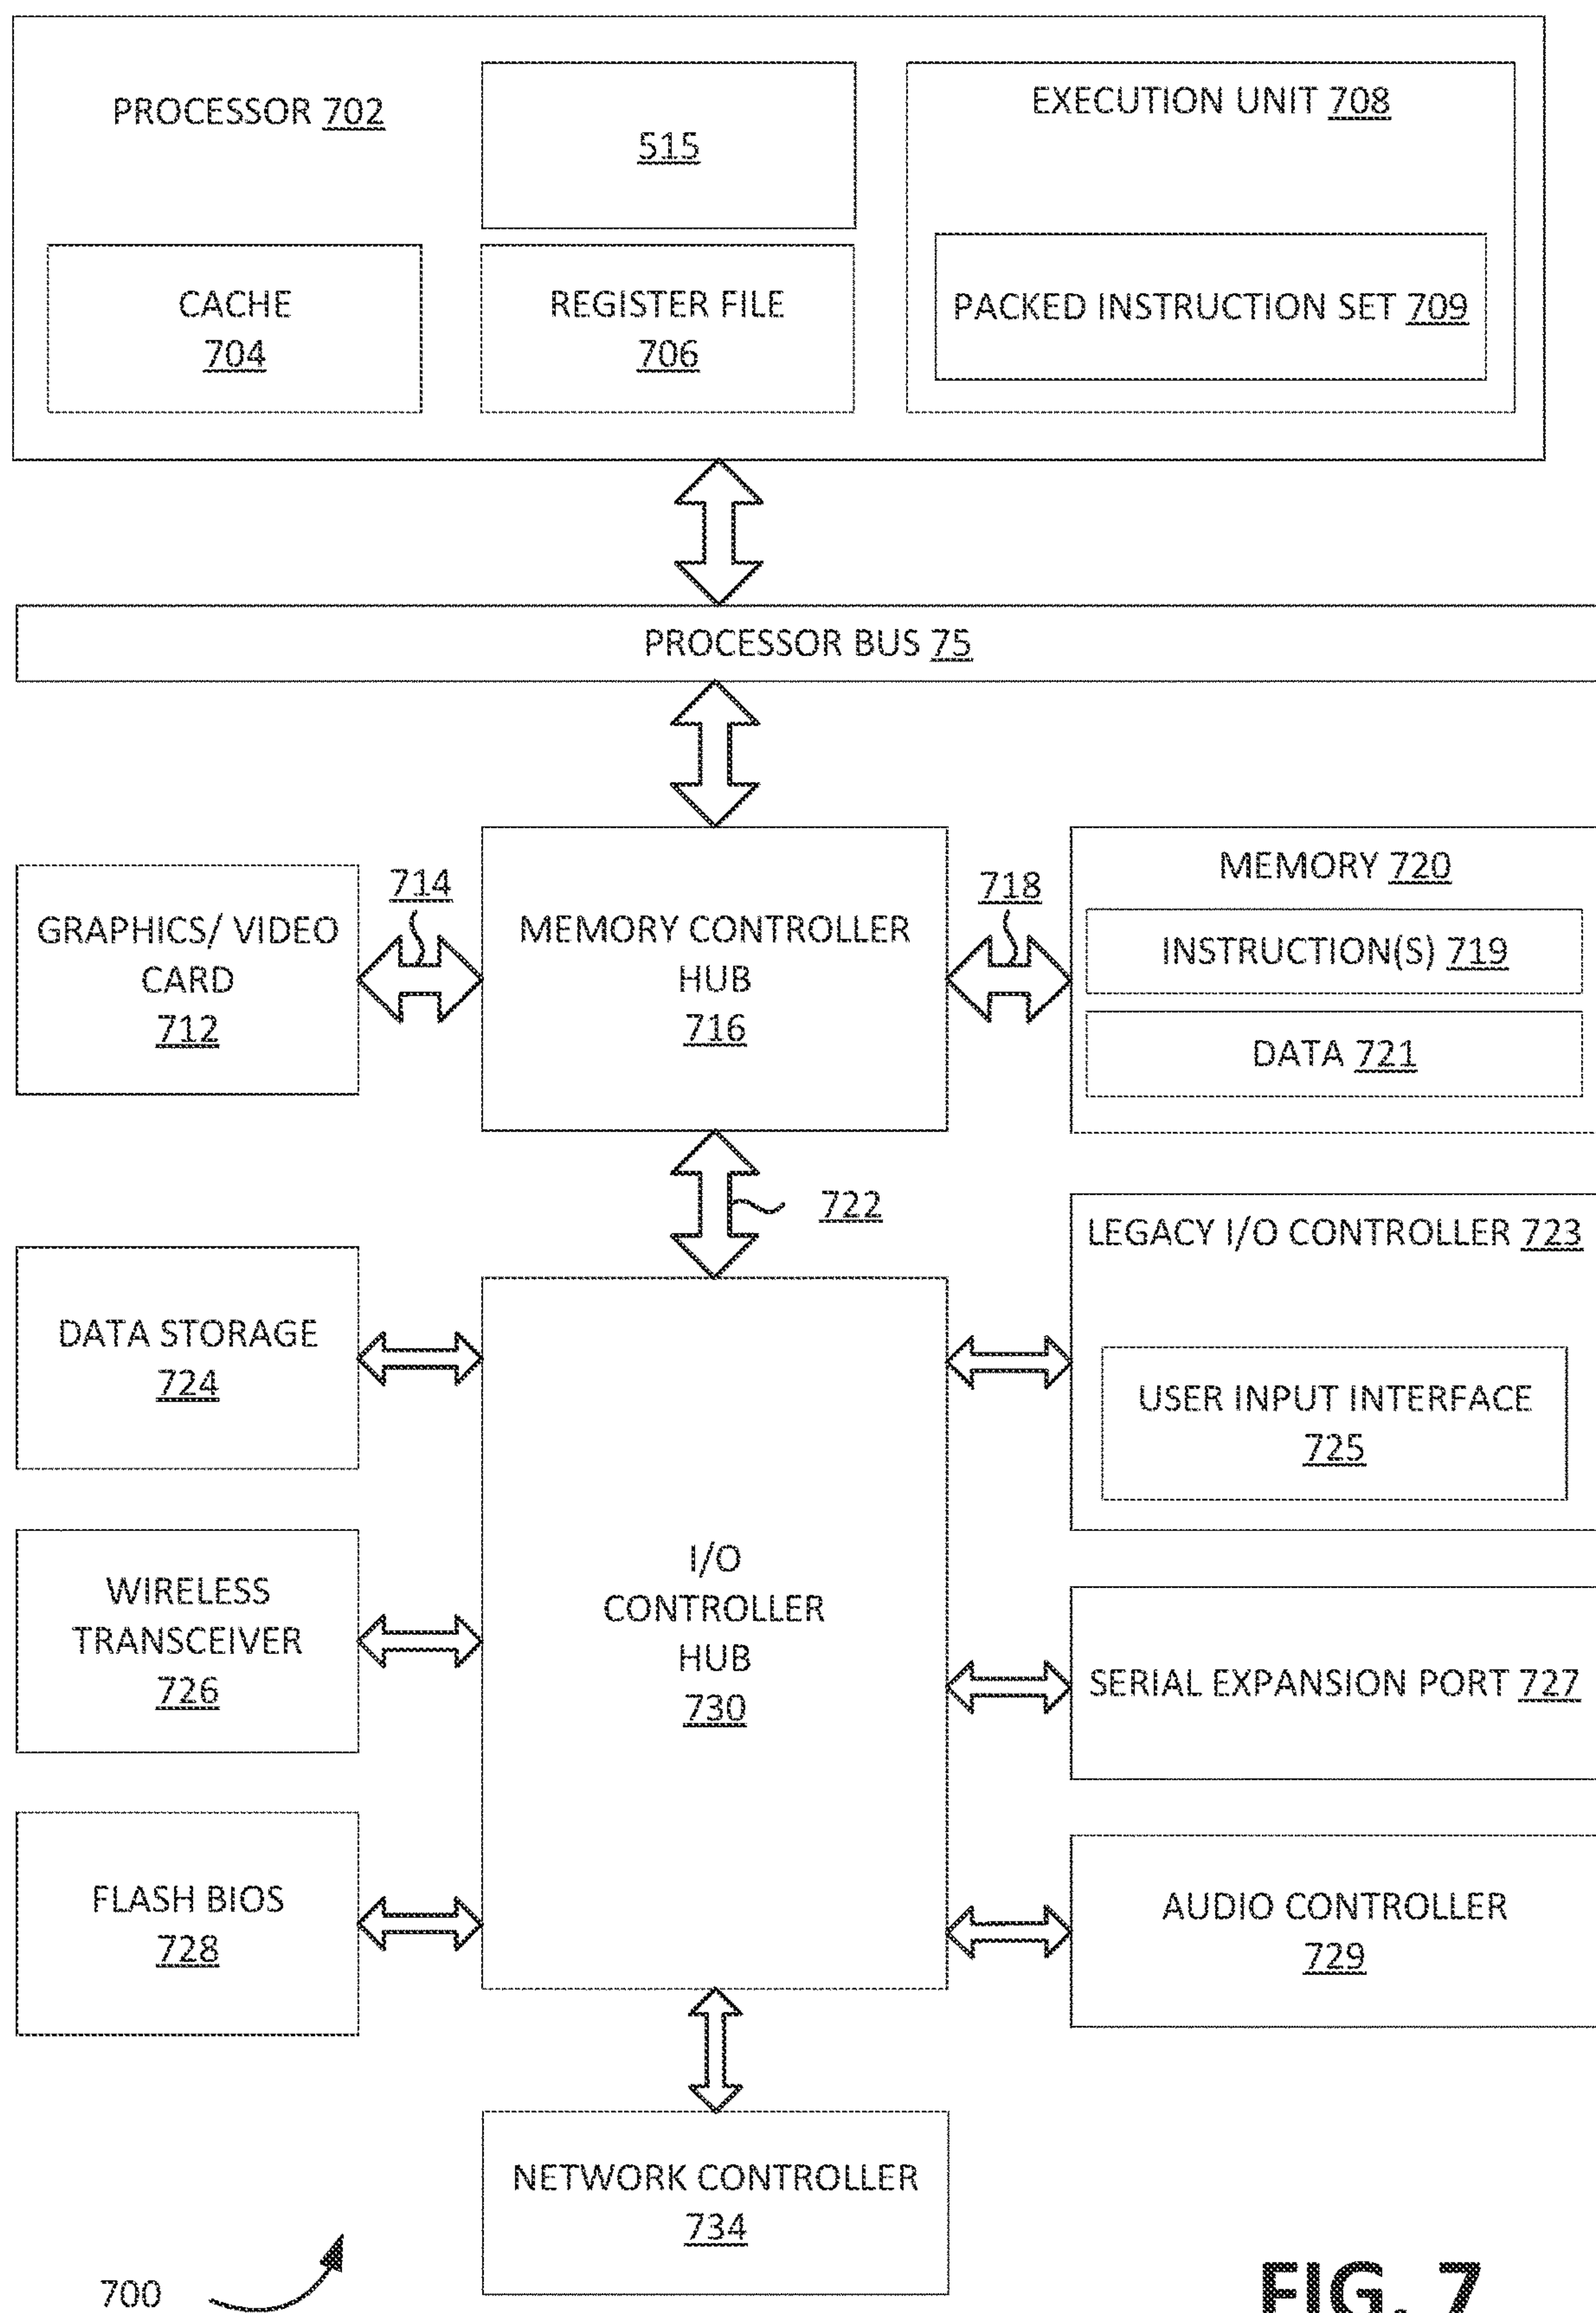 PROCESSOR 702
515
EXECUTION UNIT 708
CACHE
704
REGISTER FILE
706
PACKED INSTRUCTION SET 709
PROCESSOR BUS 75
GRAPHICS/ VIDEO
CARD
712
714
MEMORY CONTROLLER
HUB
716
718
MEMORY 720
INSTRUCTION(S) 719
DATA 721
722
LEGACY I/O CONTROLLER 723
USER INPUT INTERFACE
725
DATA STORAGE
724
WIRELESS
TRANSCEIVER
726
I/O
CONTROLLER
HUB
730
SERIAL EXPANSION PORT 727
FLASH BIOS
728
AUDIO CONTROLLER
729
NETWORK CONTROLLER
734
700
FIG. 7